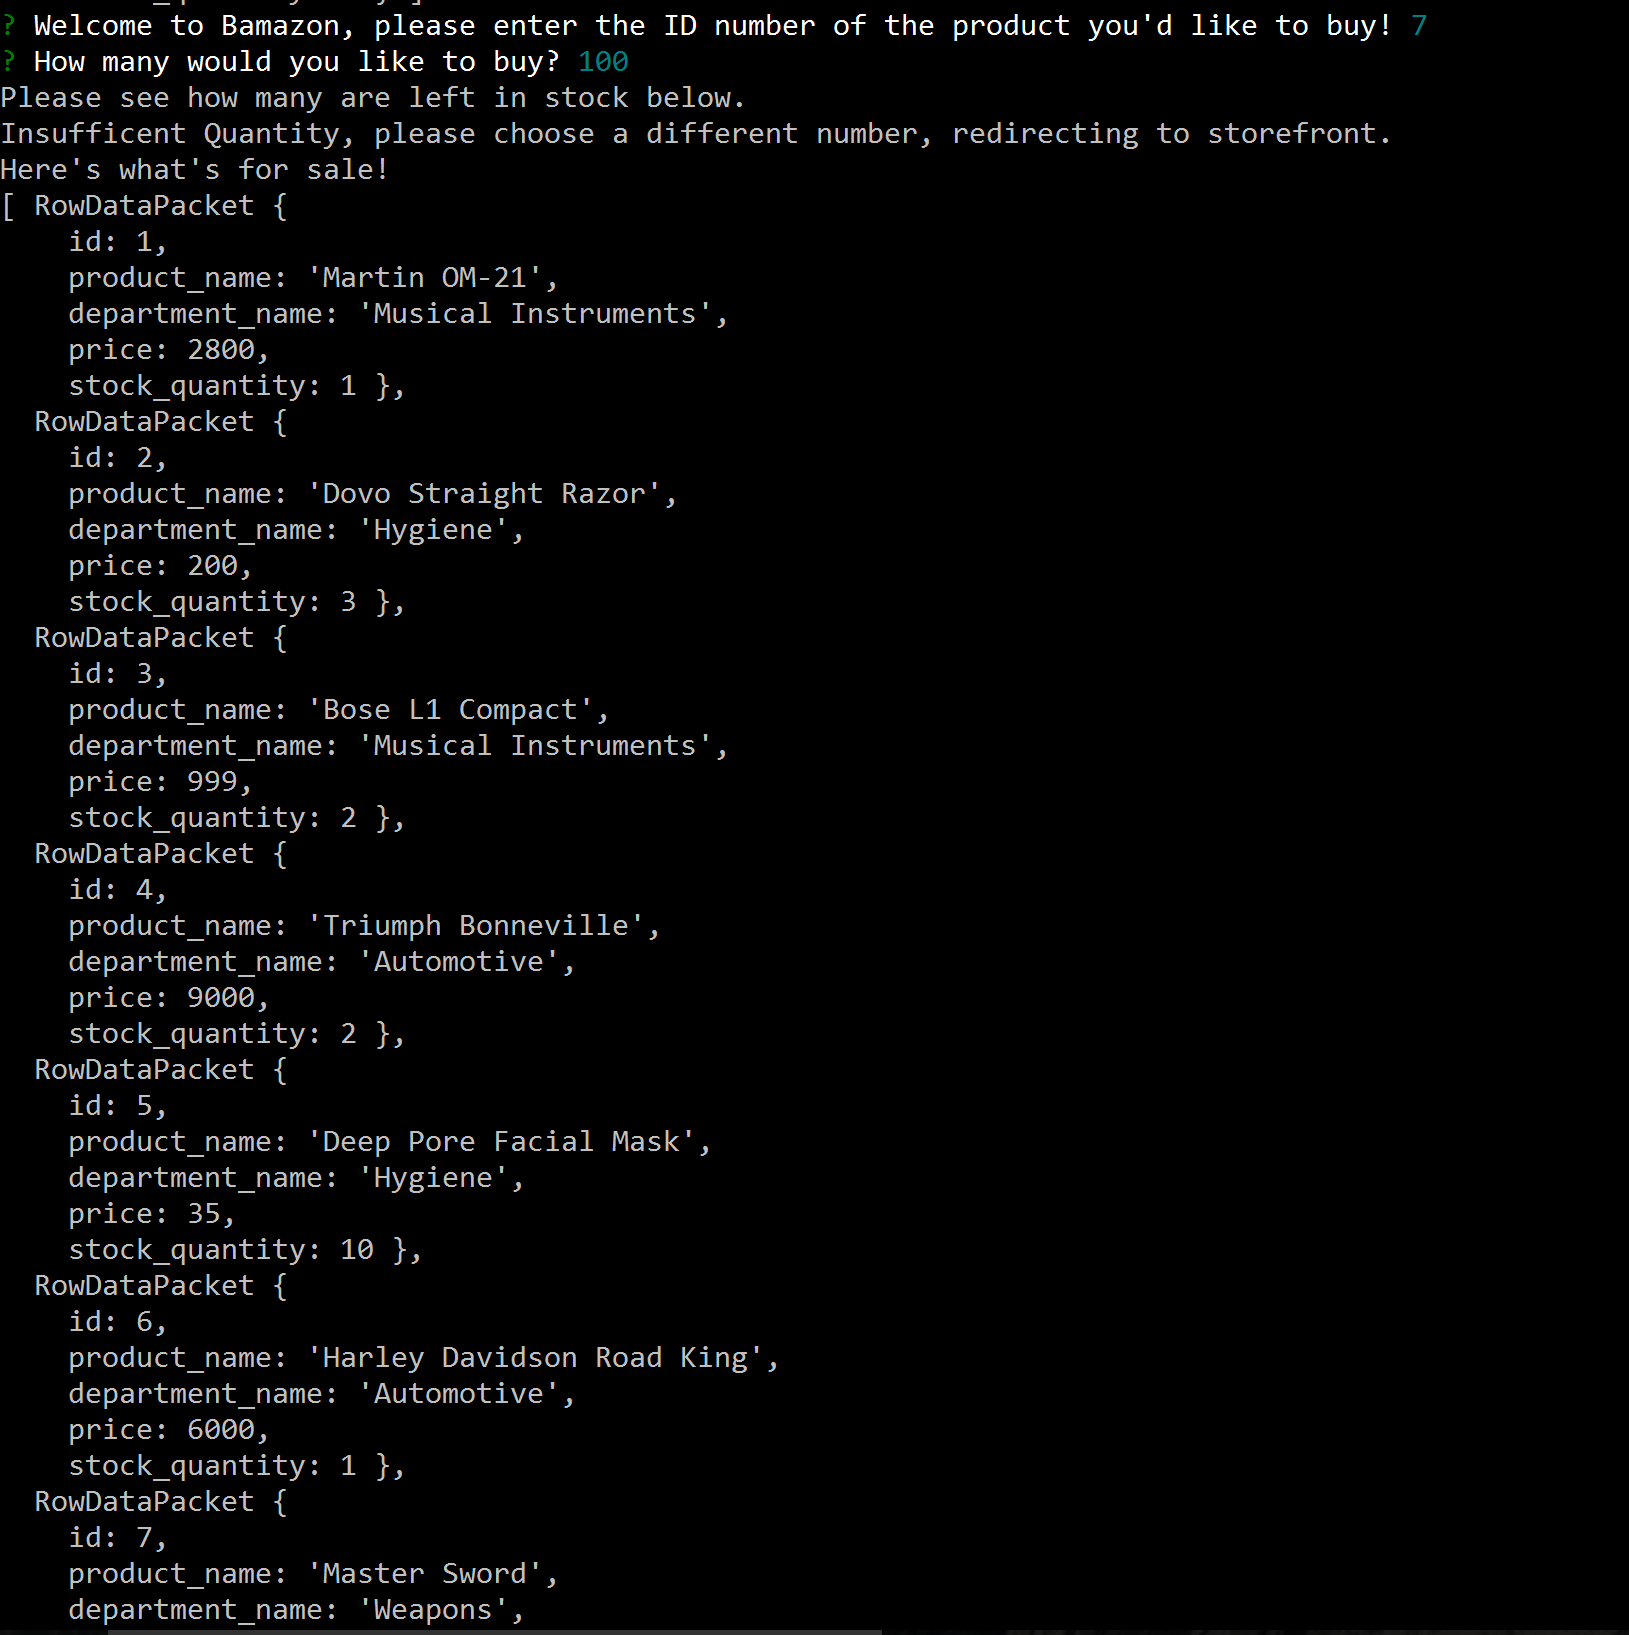 ? Welcome to Bamazon, please enter the ID number of the product you'd like to buy! 7
? How many would you like to buy? 100
Please see how many are left in stock below.
Insufficent Quantity, please choose a different number, redirecting to storefront.
Here's what's for sale!
[ RowDataPacket {
    id: 1,
    product_name: 'Martin OM-21',
    department_name: 'Musical Instruments',
    price: 2800,
    stock_quantity: 1 },
  RowDataPacket {
    id: 2,
    product_name: 'Dovo Straight Razor',
    department_name: 'Hygiene',
    price: 200,
    stock_quantity: 3 },
  RowDataPacket {
    id: 3,
    product_name: 'Bose L1 Compact',
    department_name: 'Musical Instruments',
    price: 999,
    stock_quantity: 2 },
  RowDataPacket {
    id: 4,
    product_name: 'Triumph Bonneville',
    department_name: 'Automotive',
    price: 9000,
    stock_quantity: 2 },
  RowDataPacket {
    id: 5,
    product_name: 'Deep Pore Facial Mask',
    department_name: 'Hygiene',
    price: 35,
    stock_quantity: 10 },
  RowDataPacket {
    id: 6,
    product_name: 'Harley Davidson Road King',
    department_name: 'Automotive',
    price: 6000,
    stock_quantity: 1 },
  RowDataPacket {
    id: 7,
    product_name: 'Master Sword',
    department_name: 'Weapons',